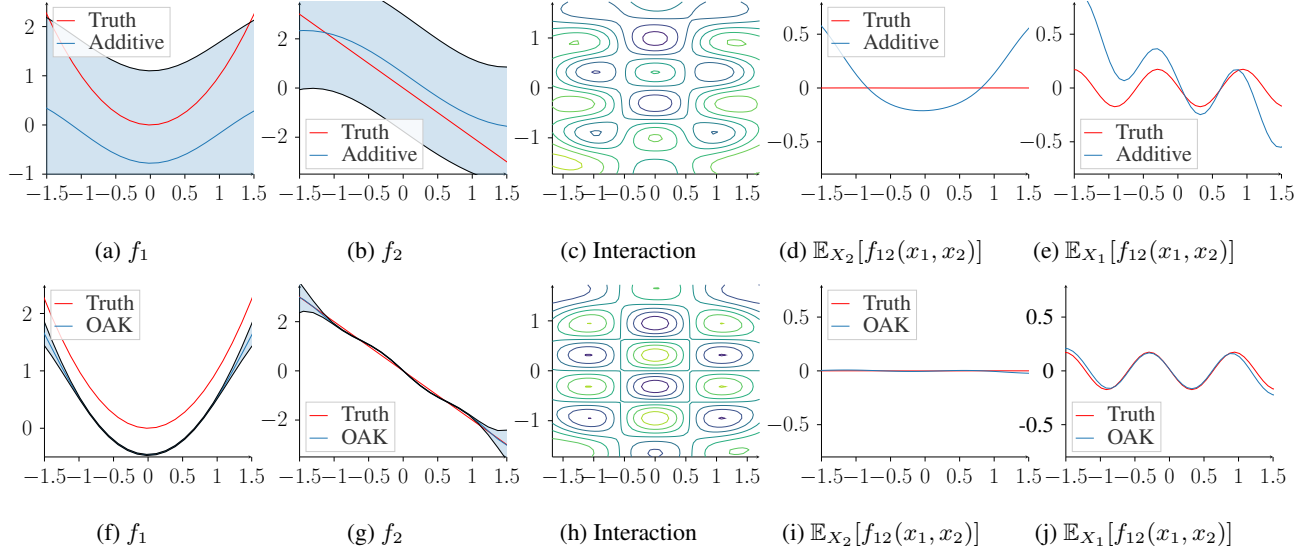 2
1
0
−1
Truth
Additive
−1.5 −1 −0.5 0 0.5 1 1.5
(a) f₁
2
0
−2
Truth
Additive
−1.5 −1 −0.5 0 0.5 1 1.5
(b) f₂
1
0
−1
−1.5 −1 −0.5 0 0.5 1 1.5
(c) Interaction
0.5
0
−0.5
Truth
Additive
−1.5 −1 −0.5 0 0.5 1 1.5
(d) 𝔼_{X₂}[f₁₂(x₁, x₂)]
0.5
0
−0.5
Truth
Additive
−1.5 −1 −0.5 0 0.5 1 1.5
(e) 𝔼_{X₁}[f₁₂(x₁, x₂)]
2
1
0
Truth
OAK
−1.5 −1 −0.5 0 0.5 1 1.5
(f) f₁
2
0
−2
Truth
OAK
−1.5 −1 −0.5 0 0.5 1 1.5
(g) f₂
1
0
−1
−1.5 −1 −0.5 0 0.5 1 1.5
(h) Interaction
0.5
0
−0.5
Truth
OAK
−1.5 −1 −0.5 0 0.5 1 1.5
(i) 𝔼_{X₂}[f₁₂(x₁, x₂)]
0.5
0
-0.5
Truth
OAK
−1.5 −1 −0.5 0 0.5 1 1.5
(j) 𝔼_{X₁}[f₁₂(x₁, x₂)]